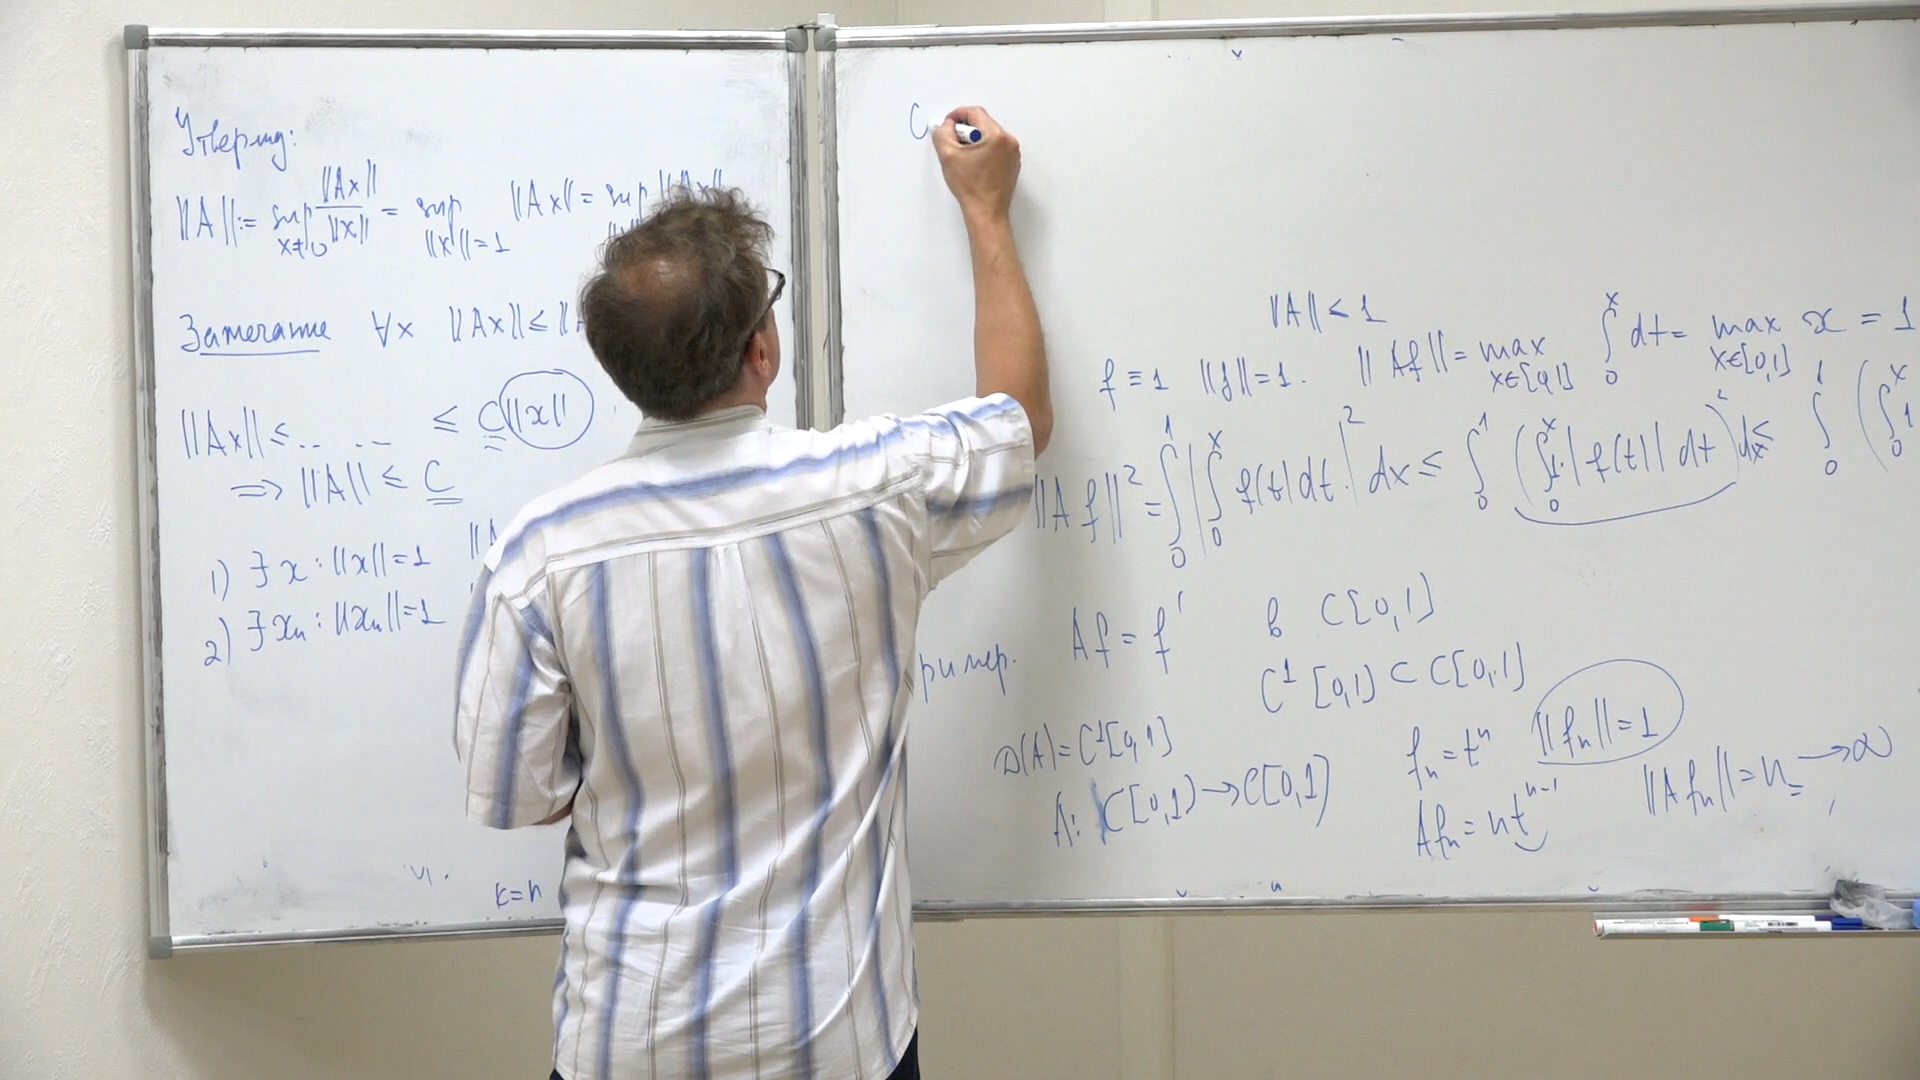 Утвержд:
||A||:= sup x≠0 ||Ax||/||x|| = sup ||x||=1 ||Ax|| = sup ||Ax||
Замечание ∀x ||Ax|| ≤ ||A
||Ax|| ≤ .. .. ≤ C||x||
=> ||A|| ≤ C
1) ∃ x : ||x||=1
2) ∃ xₙ : ||xₙ||=1
k=n
C
||A|| ≤ 1
f ≡ 1 ||f||=1. ||Af|| = max x∈[0,1] ∫₀ˣ dt = max x∈[0,1] x = 1
||Af||² = ∫₀¹ |∫₀ˣ f(t)dt|² dx ≤ ∫₀¹ (∫₀ˣ 1·|f(t)| dt)² dx ≤ ∫₀¹ (∫₀ˣ 1
ример. Af = f' в C[0,1]
C¹[0,1] ⊂ C[0,1]
D(A)=C¹[0,1] fₙ = tⁿ ||fₙ||=1
A: C[0,1] → C[0,1] Afₙ = ntⁿ⁻¹ ||Afₙ|| = n → ∞